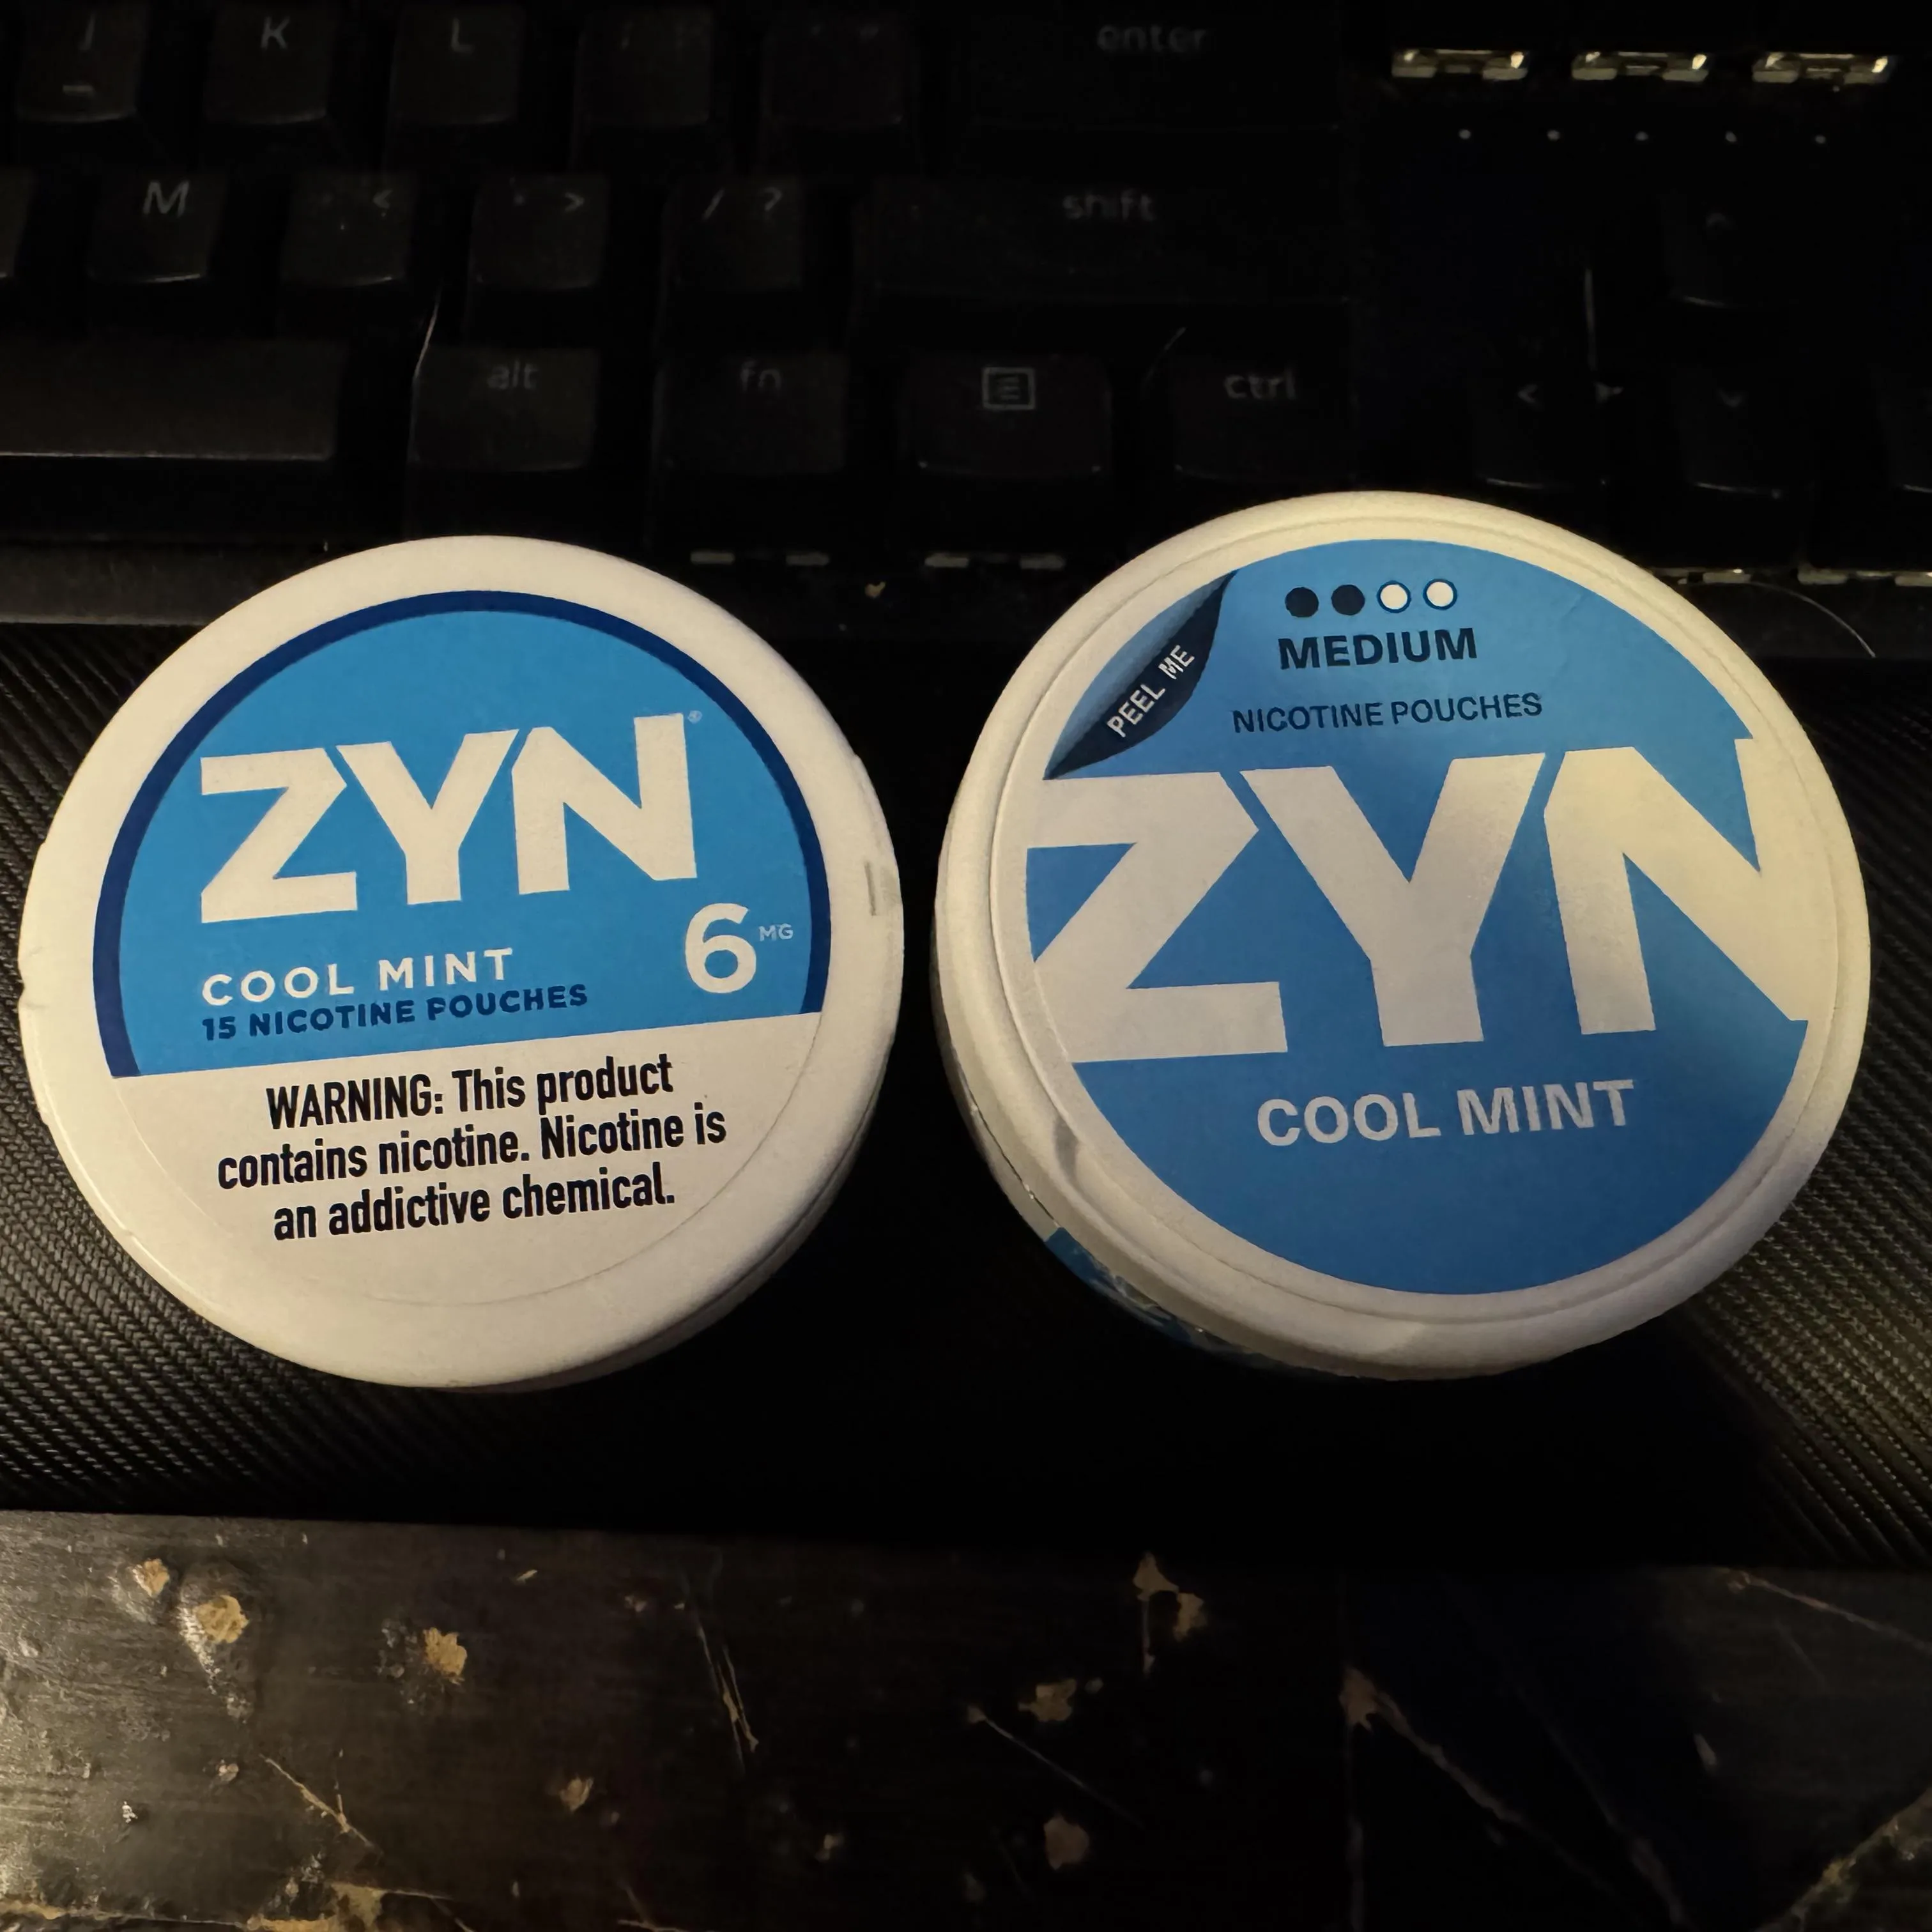 J K L enter
M < > / ? shift
alt fn ctrl
< > v
ZYN®
6 MG
COOL MINT
15 NICOTINE POUCHES
WARNING: This product
contains nicotine. Nicotine is
an addictive chemical.
PEEL ME
MEDIUM
NICOTINE POUCHES
ZYN
COOL MINT